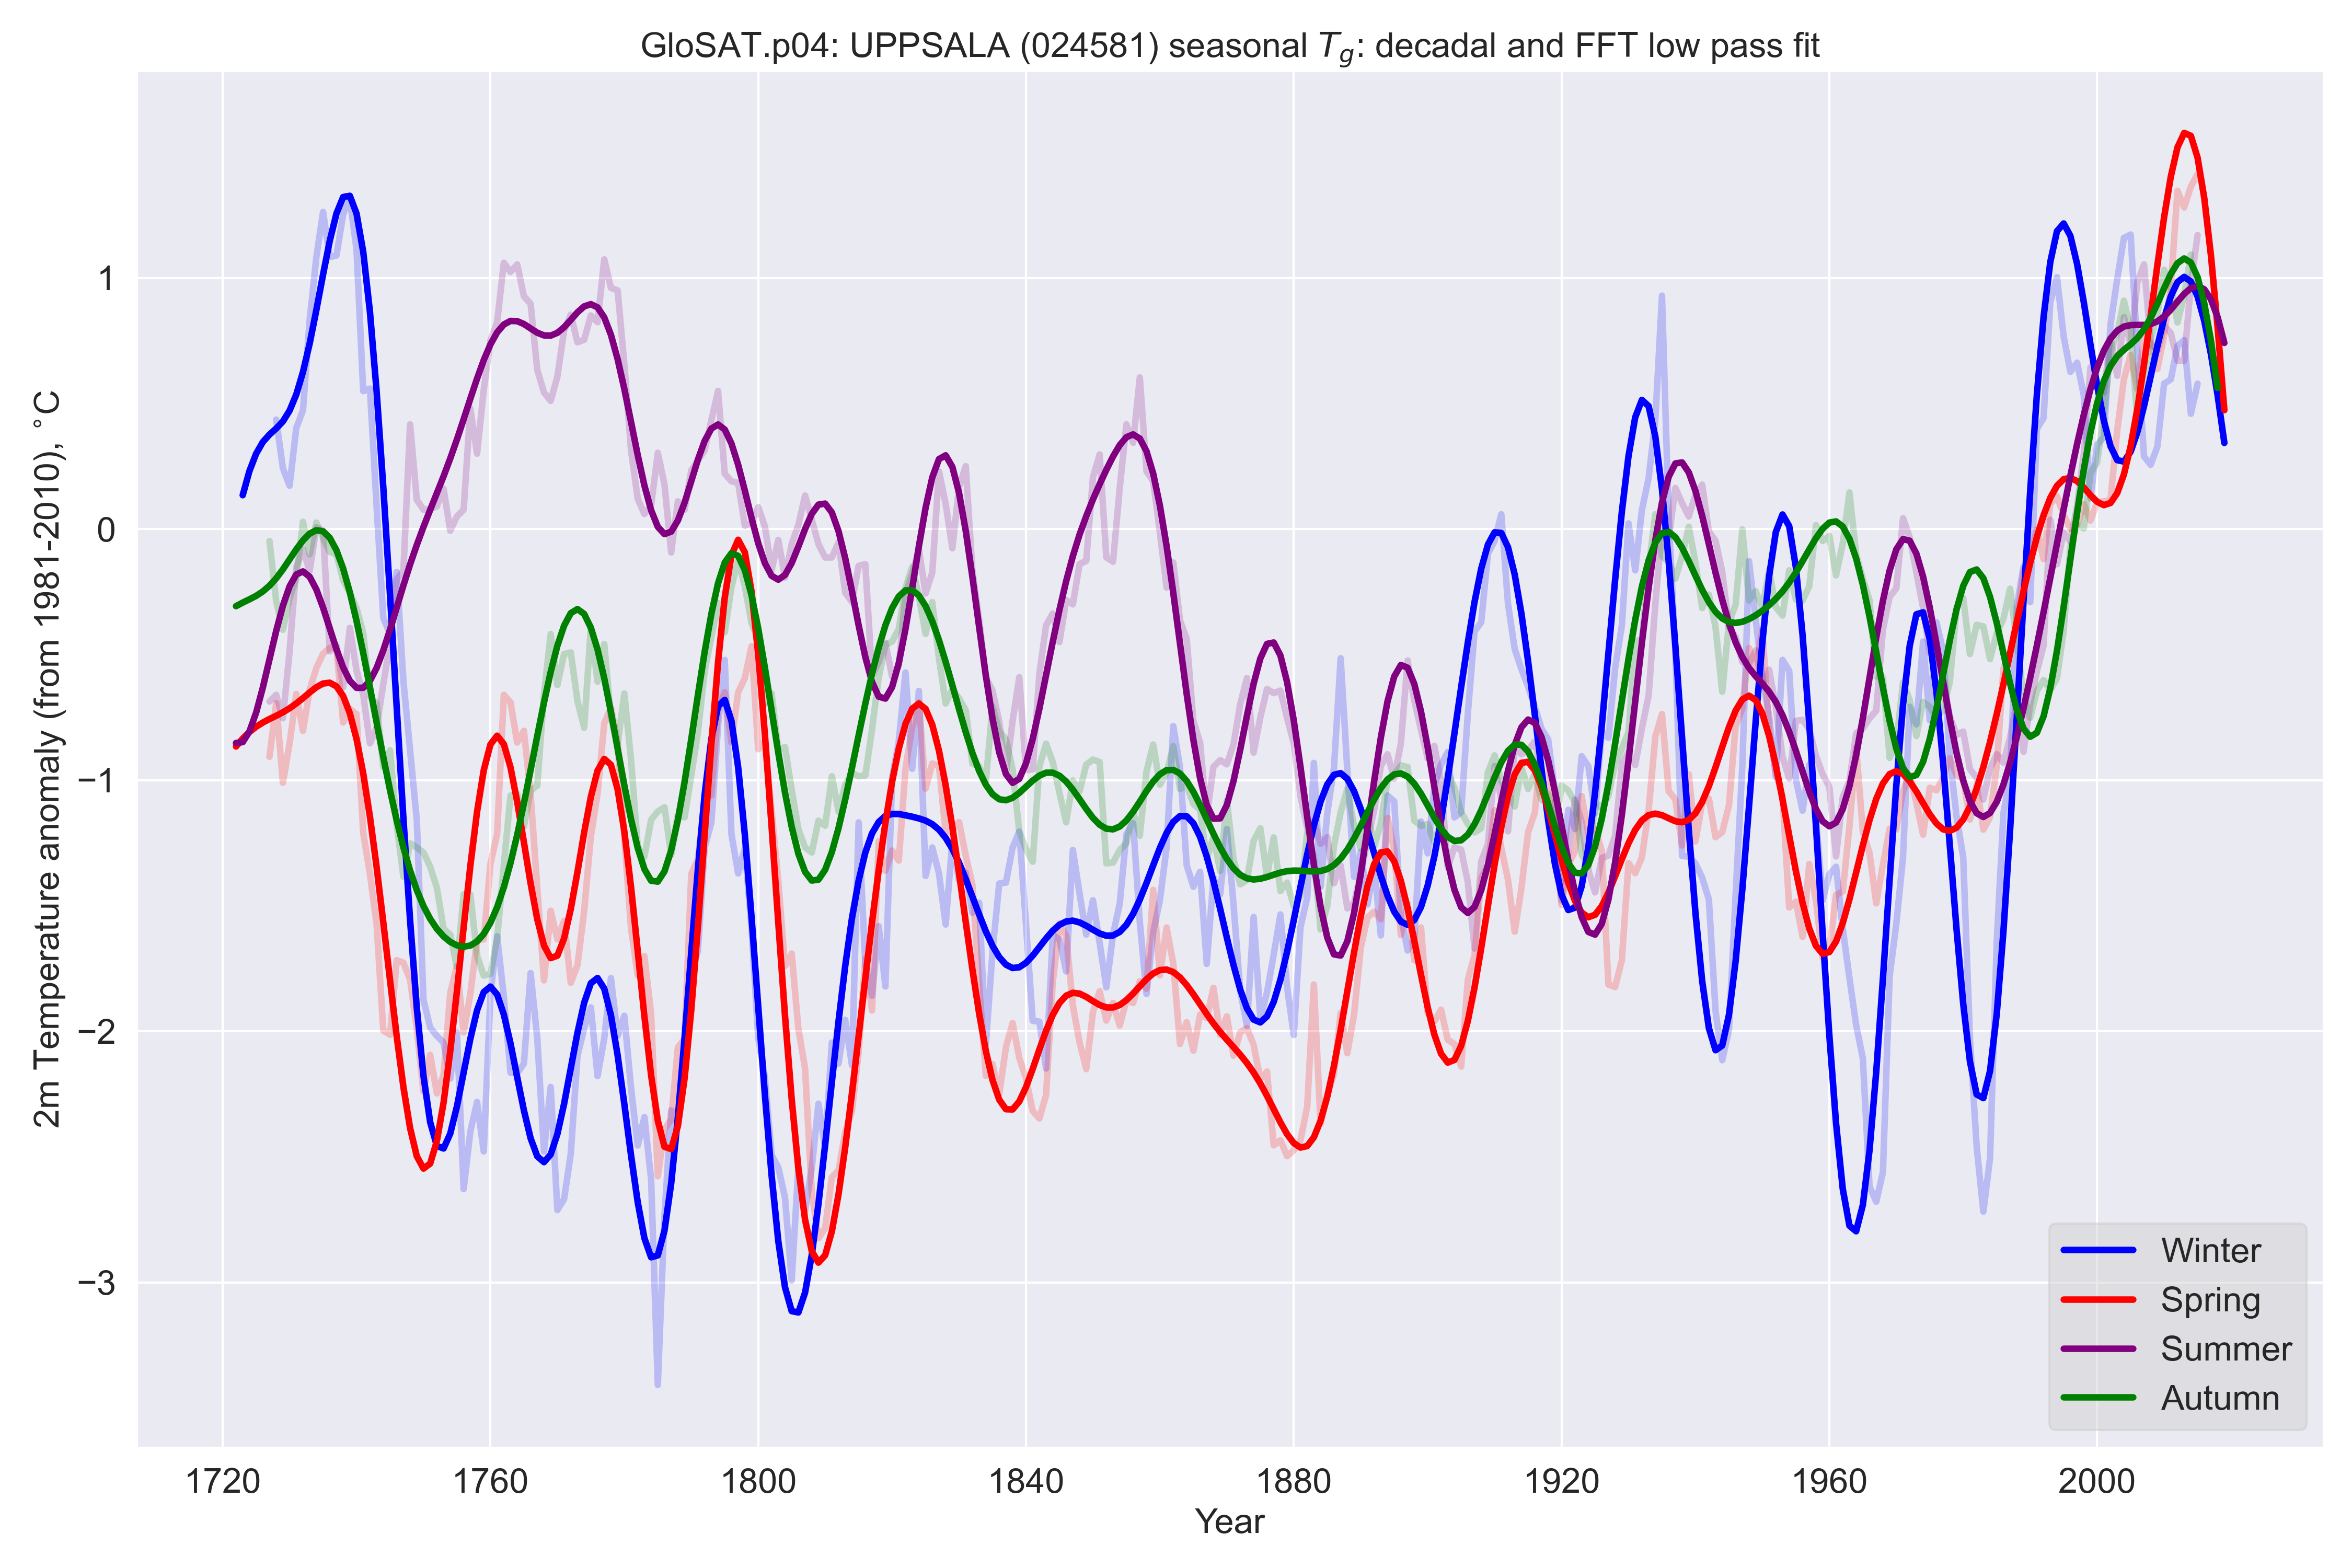 GloSAT.p04: UPPSALA (024581) seasonal Tg: decadal and FFT low pass fit
2m Temperature anomaly (from 1981-2010), °C
1
0
−1
−2
−3
1720 1760 1800 1840 1880 1920 1960 2000
Year
Winter
Spring
Summer
Autumn